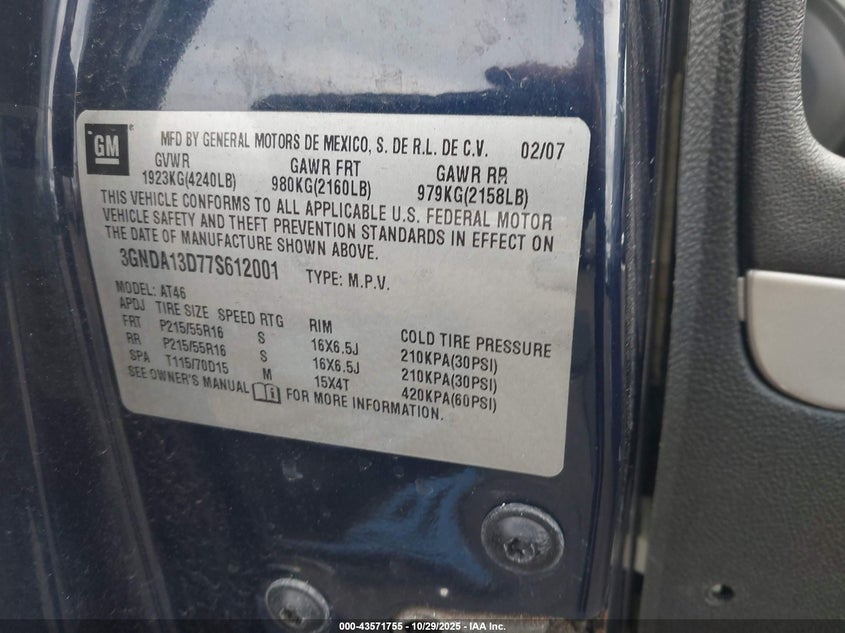 GM
MFD BY GENERAL MOTORS DE MEXICO, S. DE R.L. DE C.V. 02/07
GVWR GAWR FRT GAWR RR
1923KG(4240LB) 980KG(2160LB) 979KG(2158LB)
THIS VEHICLE CONFORMS TO ALL APPLICABLE U.S. FEDERAL MOTOR
VEHICLE SAFETY AND THEFT PREVENTION STANDARDS IN EFFECT ON
THE DATE OF MANUFACTURE SHOWN ABOVE.
3GNDA13D77S612001 TYPE: M.P.V.
MODEL: AT46
APDJ TIRE SIZE SPEED RTG RIM COLD TIRE PRESSURE
FRT P215/55R16 S 16X6.5J 210KPA(30PSI)
RR P215/55R16 S 16X6.5J 210KPA(30PSI)
SPA T115/70D15 M 15X4T 420KPA(60PSI)
SEE OWNER'S MANUAL FOR MORE INFORMATION.
000-43571755 - 10/29/2025 - IAA Inc.